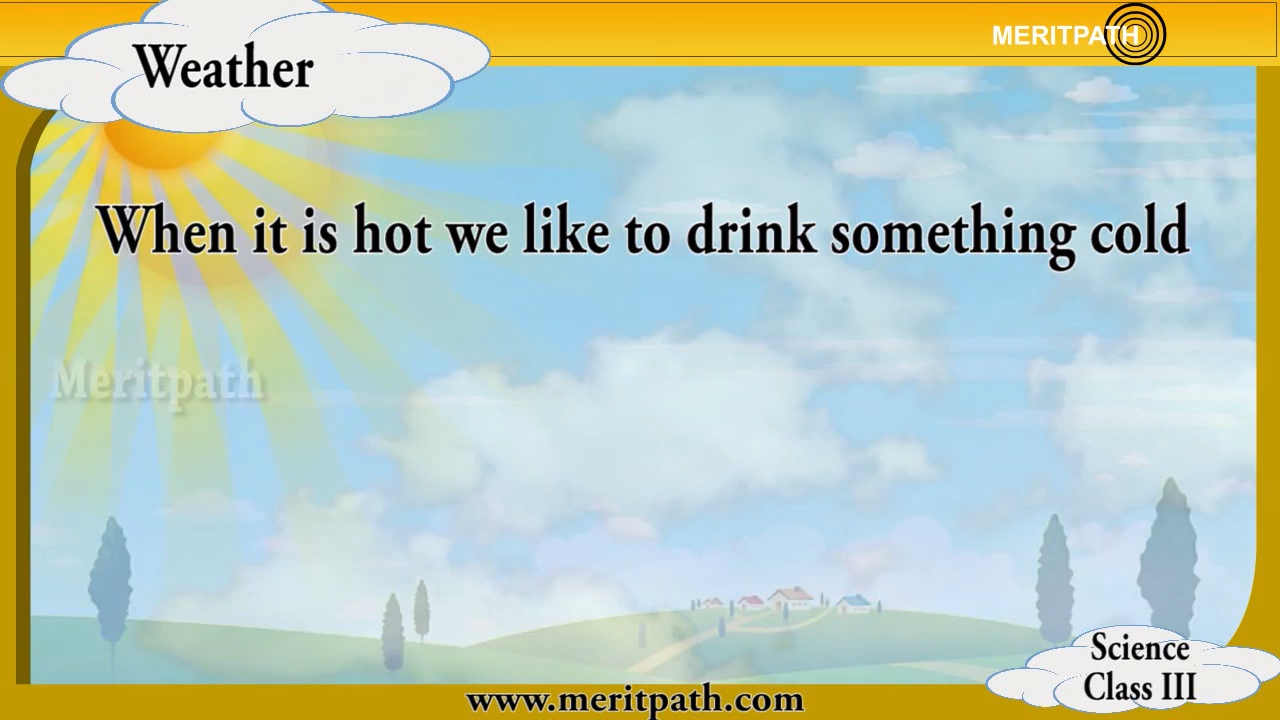 Weather
MERITPATH
When it is hot we like to drink something cold
Meritpath
Science
Class III
www.meritpath.com